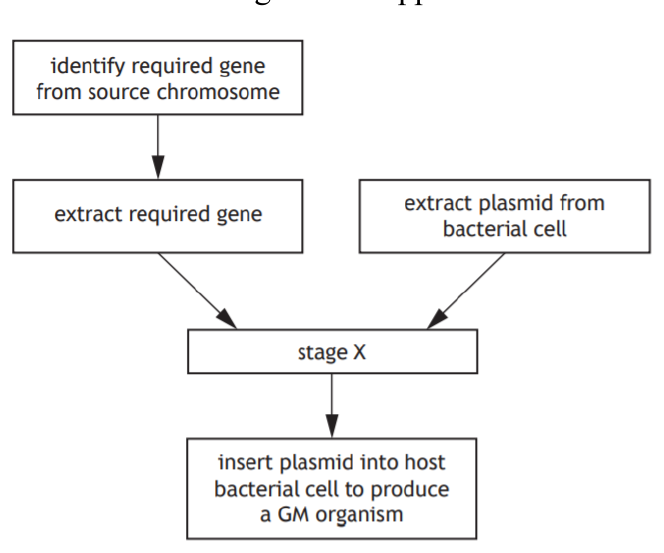 identify required gene
from source chromosome
extract required gene
extract plasmid from
bacterial cell
stage X
insert plasmid into host
bacterial cell to produce
a GM organism